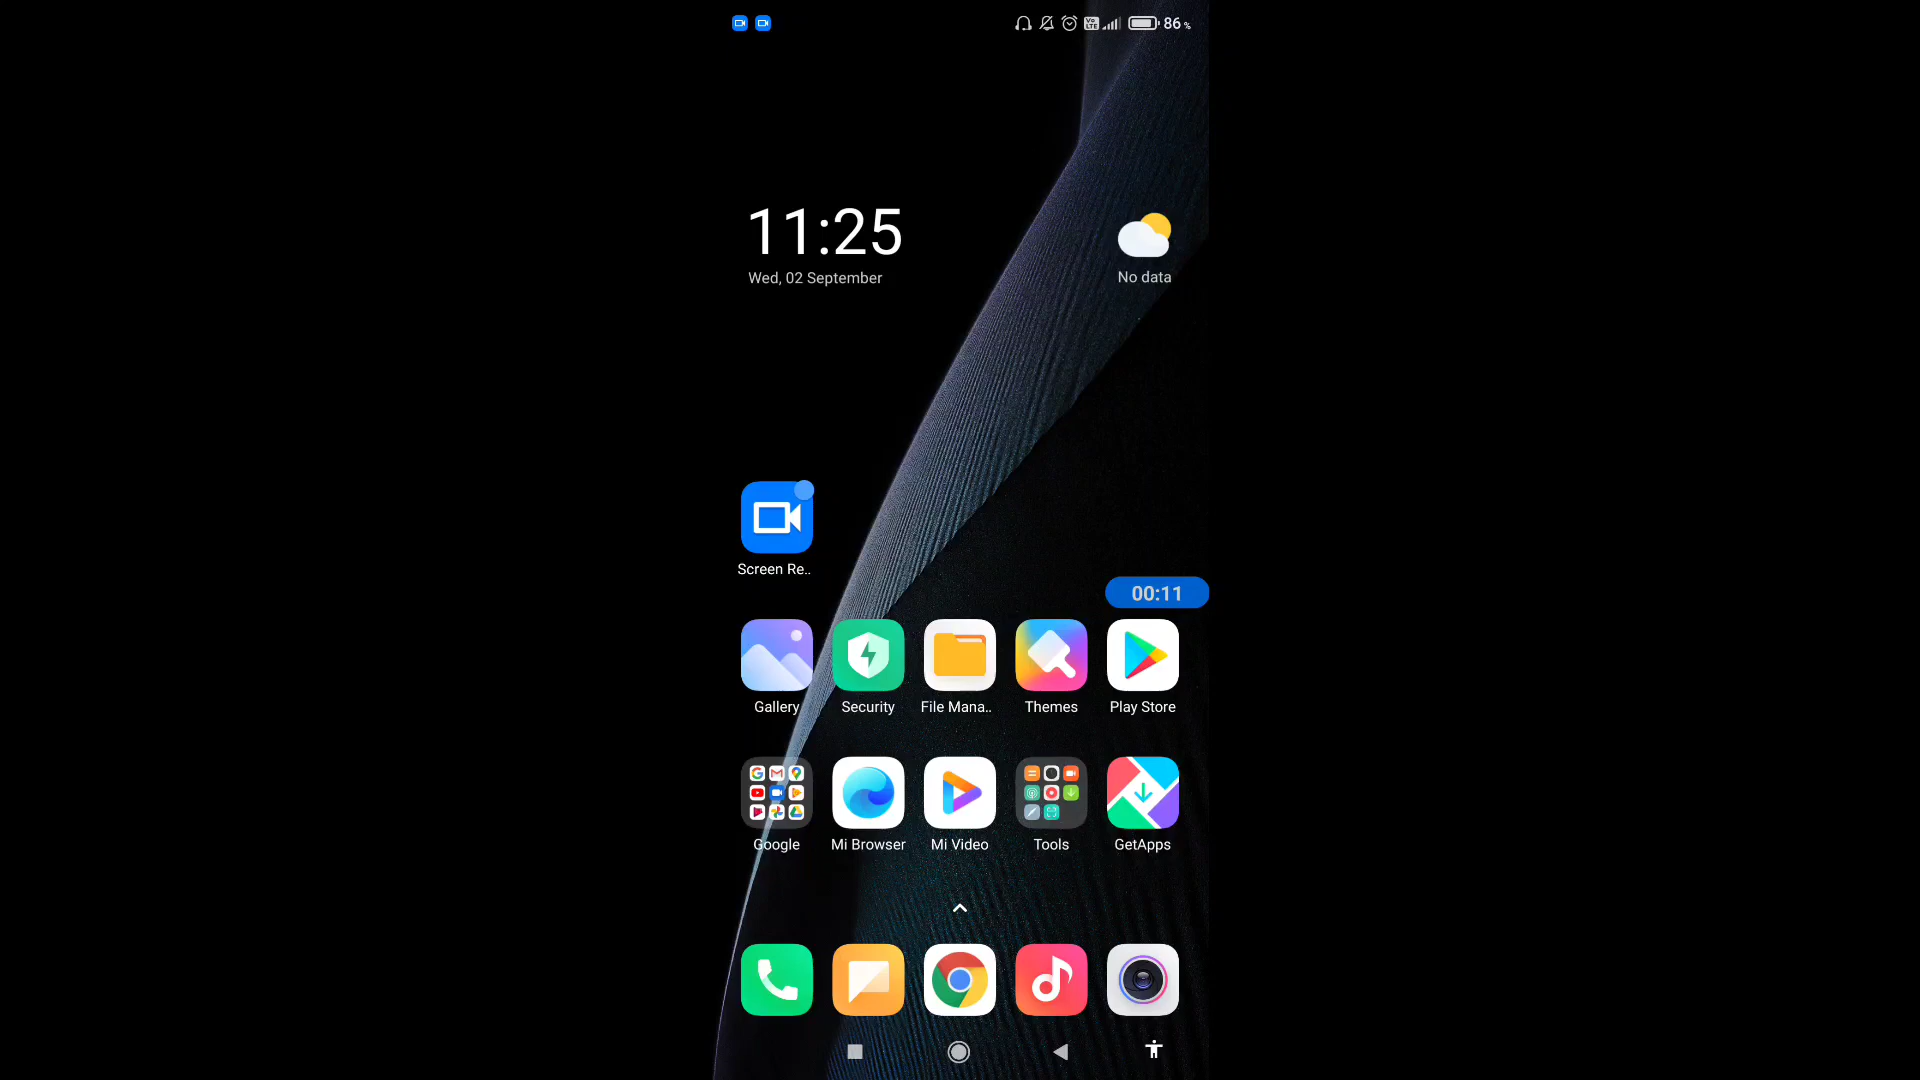 86 %
11:25
Wed, 02 September
No data
Screen Re..
00:11
Gallery
Security
File Mana..
Themes
Play Store
Google
Mi Browser
Mi Video
Tools
GetApps